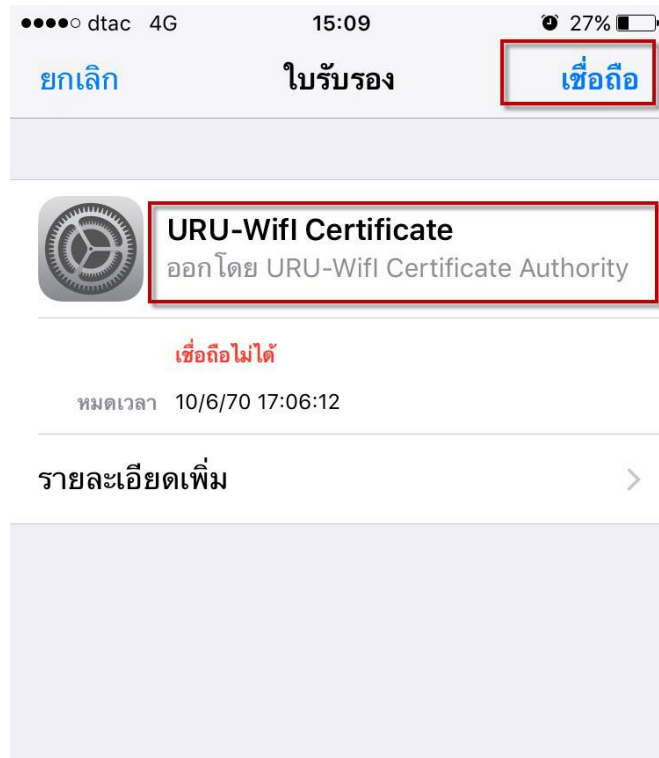 dtac 4G 15:09 27%
ยกเลิก ใบรับรอง เชื่อถือ
URU-WifI Certificate
ออกโดย URU-WifI Certificate Authority
เชื่อถือไม่ได้
หมดเวลา 10/6/70 17:06:12
รายละเอียดเพิ่ม